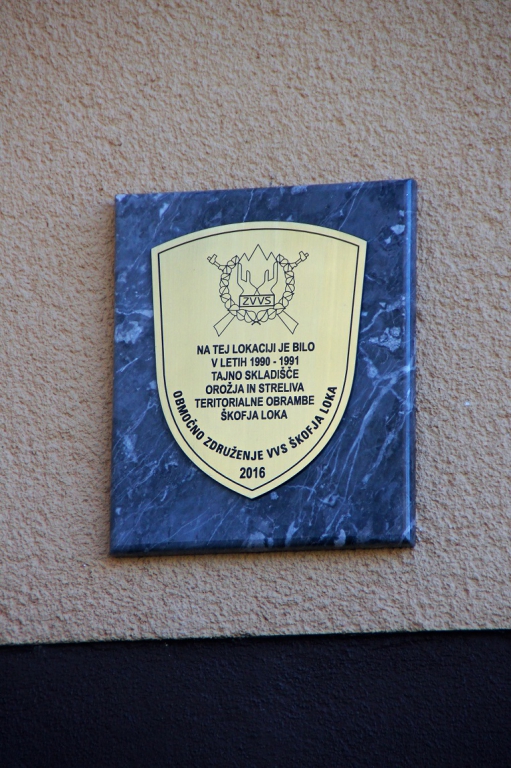 ZVVS
NA TEJ LOKACIJI JE BILO
V LETIH 1990 - 1991
TAJNO SKLADIŠČE
OROŽJA IN STRELIVA
TERITORIALNE OBRAMBE
ŠKOFJA LOKA
OBMOČNO ZDRUŽENJE VVS ŠKOFJA LOKA
2016